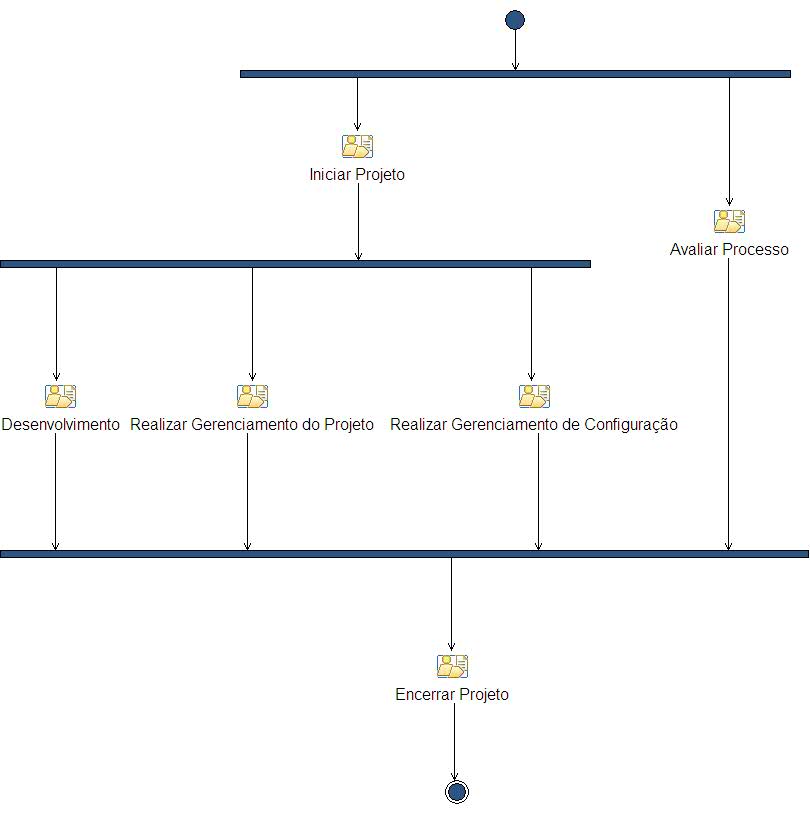 Iniciar Projeto
Avaliar Processo
Desenvolvimento
Realizar Gerenciamento do Projeto
Realizar Gerenciamento de Configuração
Encerrar Projeto